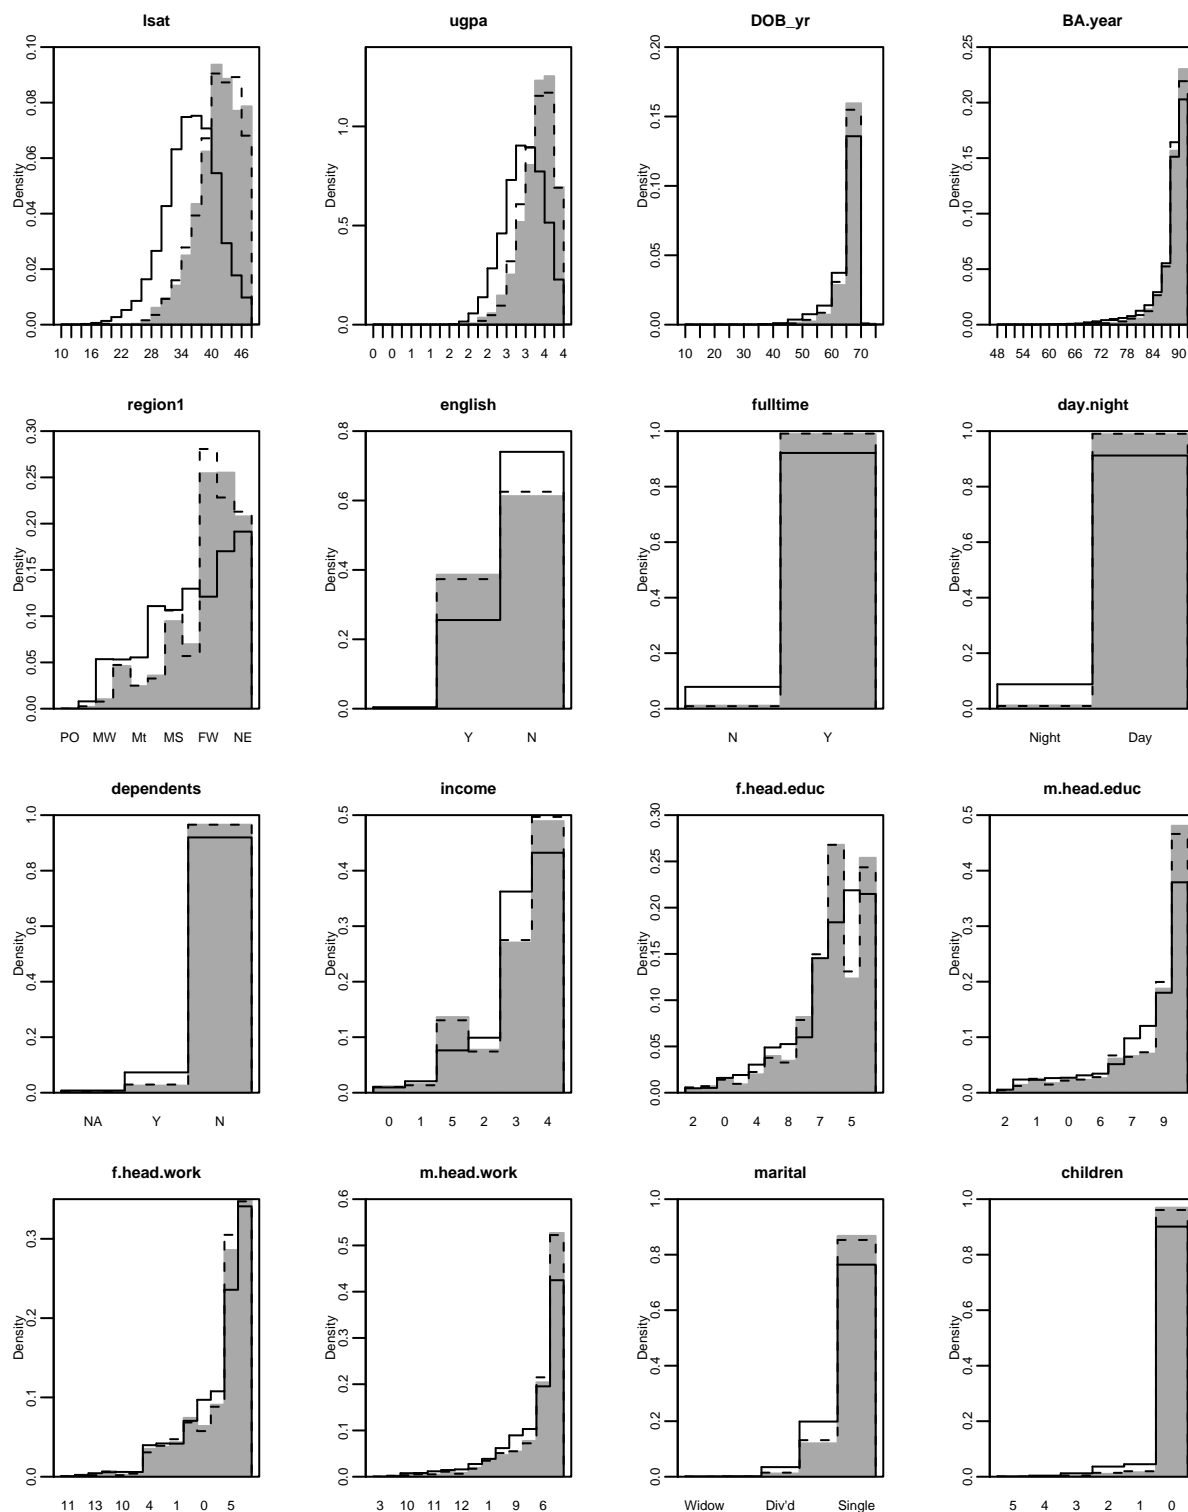 lsat ugpa DOB_yr BA.year
0.00 0.02 0.04 0.06 0.08 0.10
Density
10 16 22 28 34 40 46
0.0 0.5 1.0
Density
0 0 1 1 2 2 3 3 4 4
0.00 0.05 0.10 0.15 0.20
Density
10 20 30 40 50 60 70
0.00 0.05 0.10 0.15 0.20 0.25
Density
48 54 60 66 72 78 84 90
region1 english fulltime day.night
0.00 0.05 0.10 0.15 0.20 0.25 0.30
Density
PO MW Mt MS FW NE
0.0 0.2 0.4 0.6 0.8
Density
Y N
0.0 0.2 0.4 0.6 0.8 1.0
Density
N Y
0.0 0.2 0.4 0.6 0.8 1.0
Density
Night Day
dependents income f.head.educ m.head.educ
0.0 0.2 0.4 0.6 0.8 1.0
Density
NA Y N
0.0 0.1 0.2 0.3 0.4 0.5
Density
0 1 5 2 3 4
0.00 0.05 0.10 0.15 0.20 0.25 0.30
Density
2 0 4 8 7 5
0.0 0.1 0.2 0.3 0.4 0.5
Density
2 1 0 6 7 9
f.head.work m.head.work marital children
0.0 0.1 0.2 0.3
Density
11 13 10 4 1 0 5
0.0 0.1 0.2 0.3 0.4 0.5 0.6
Density
3 10 11 12 1 9 6
0.0 0.2 0.4 0.6 0.8 1.0
Density
Widow Div'd Single
0.0 0.2 0.4 0.6 0.8 1.0
Density
5 4 3 2 1 0